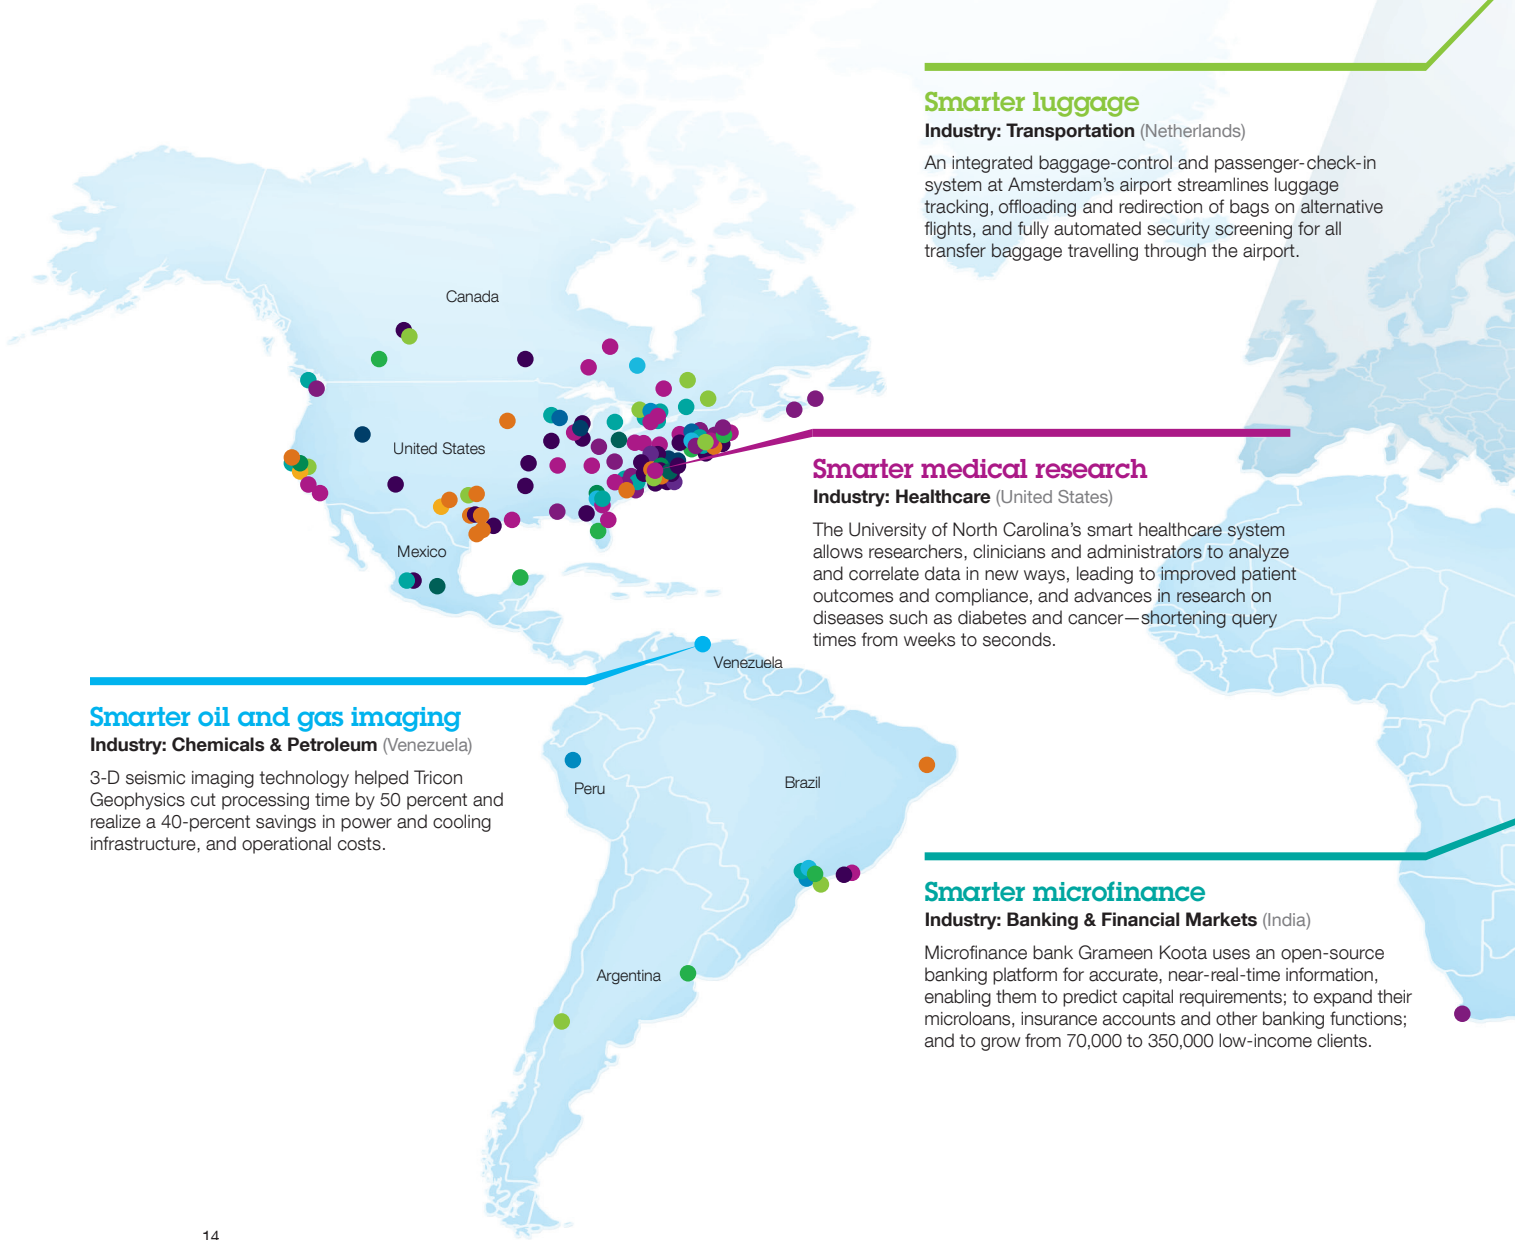 Smarter luggage
Industry: Transportation (Netherlands)
An integrated baggage-control and passenger-check-in
system at Amsterdam's airport streamlines luggage
tracking, offloading and redirection of bags on alternative
flights, and fully automated security screening for all
transfer baggage travelling through the airport.
Canada
United States
Mexico
Smarter medical research
Industry: Healthcare (United States)
The University of North Carolina's smart healthcare system
allows researchers, clinicians and administrators to analyze
and correlate data in new ways, leading to improved patient
outcomes and compliance, and advances in research on
diseases such as diabetes and cancer—shortening query
times from weeks to seconds.
Venezuela
Smarter oil and gas imaging
Industry: Chemicals & Petroleum (Venezuela)
3-D seismic imaging technology helped Tricon
Geophysics cut processing time by 50 percent and
realize a 40-percent savings in power and cooling
infrastructure, and operational costs.
Peru
Brazil
Argentina
Smarter microfinance
Industry: Banking & Financial Markets (India)
Microfinance bank Grameen Koota uses an open-source
banking platform for accurate, near-real-time information,
enabling them to predict capital requirements; to expand their
microloans, insurance accounts and other banking functions;
and to grow from 70,000 to 350,000 low-income clients.
14